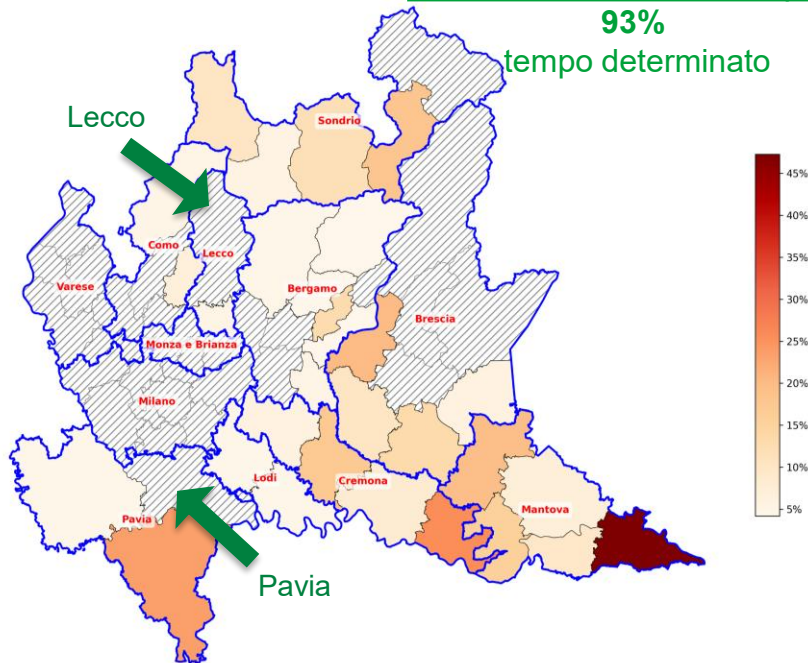 93%
tempo determinato
Lecco
Sondrio
Como
Lecco
Varese
Bergamo
Brescia
Monza e Brianza
Milano
Lodi
Cremona
Mantova
Pavia
Pavia
45%
40%
35%
30%
25%
20%
15%
10%
5%